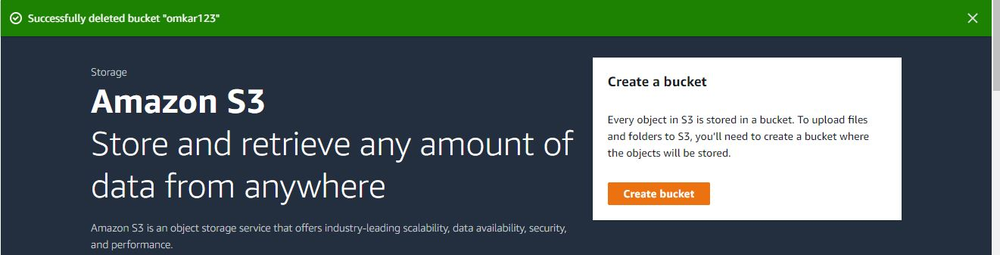 Successfully deleted bucket "omkar123"
Storage
Amazon S3
Store and retrieve any amount of
data from anywhere
Amazon S3 is an object storage service that offers industry-leading scalability, data availability, security,
and performance.
Create a bucket
Every object in S3 is stored in a bucket. To upload files
and folders to S3, you'll need to create a bucket where
the objects will be stored.
Create bucket